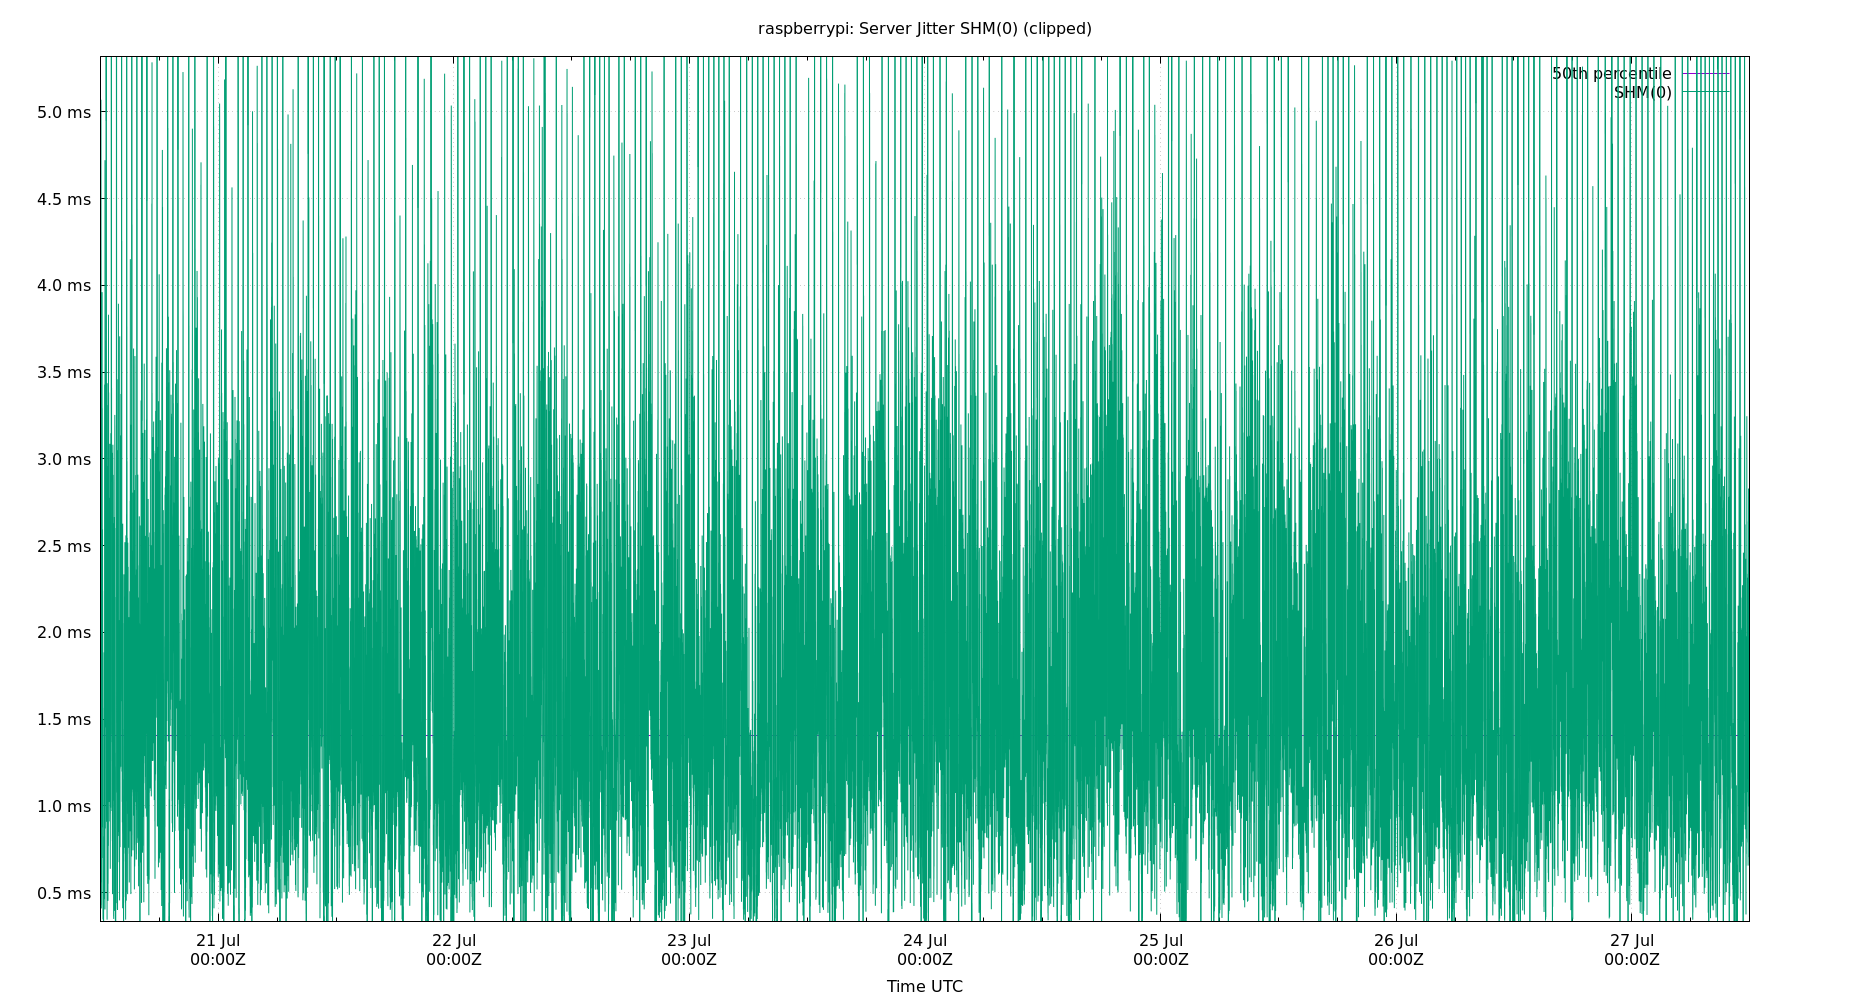 raspberrypi: Server Jitter SHM(0) (clipped)
50th percentile
SHM(0)
5.0 ms
4.5 ms
4.0 ms
3.5 ms
3.0 ms
2.5 ms
2.0 ms
1.5 ms
1.0 ms
0.5 ms
21 Jul 22 Jul 23 Jul 24 Jul 25 Jul 26 Jul 27 Jul
00:00Z 00:00Z 00:00Z 00:00Z 00:00Z 00:00Z 00:00Z
Time UTC